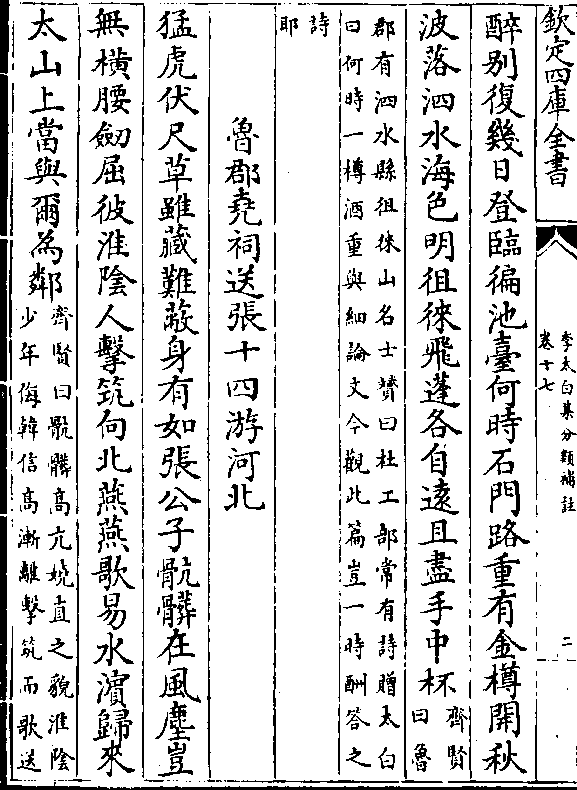 欽定四庫全書
李太白集分類補註
卷十七
二
醉別復幾日登臨徧池臺何時石門路重有金樽開秋
波落泗水海色明徂徠飛蓬各自遠且盡手中杯
齊賢
曰魯
郡有泗水縣徂徠山名士贇曰杜工部常有詩贈太白
曰何時一樽酒重與細論文今觀此篇豈一時酬答之
詩
耶
魯郡堯祠送張十四游河北
猛虎伏尺草雖藏難蔽身有如張公子骯髒在風塵豈
無横腰劒屈彼淮陰人擊筑向北燕燕歌易水濱歸來
太山上當與爾為鄰
齊賢曰骯髒高亢婞直之貌淮陰
少年侮韓信高漸離擊筑而歌送